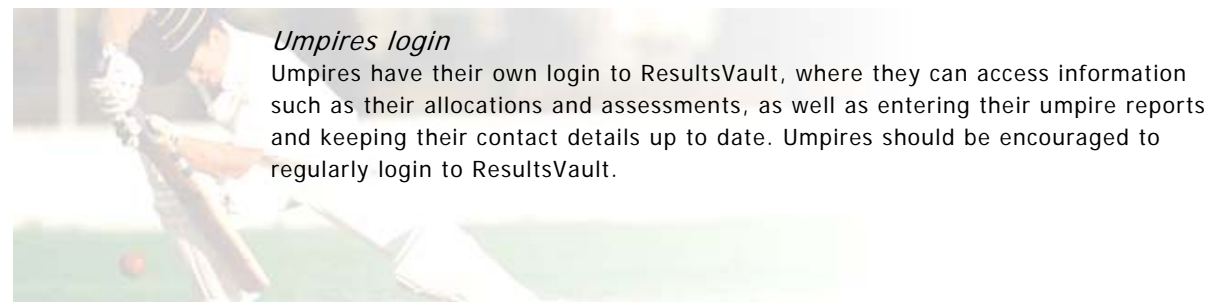 Umpires login
Umpires have their own login to ResultsVault, where they can access information
such as their allocations and assessments, as well as entering their umpire reports
and keeping their contact details up to date. Umpires should be encouraged to
regularly login to ResultsVault.